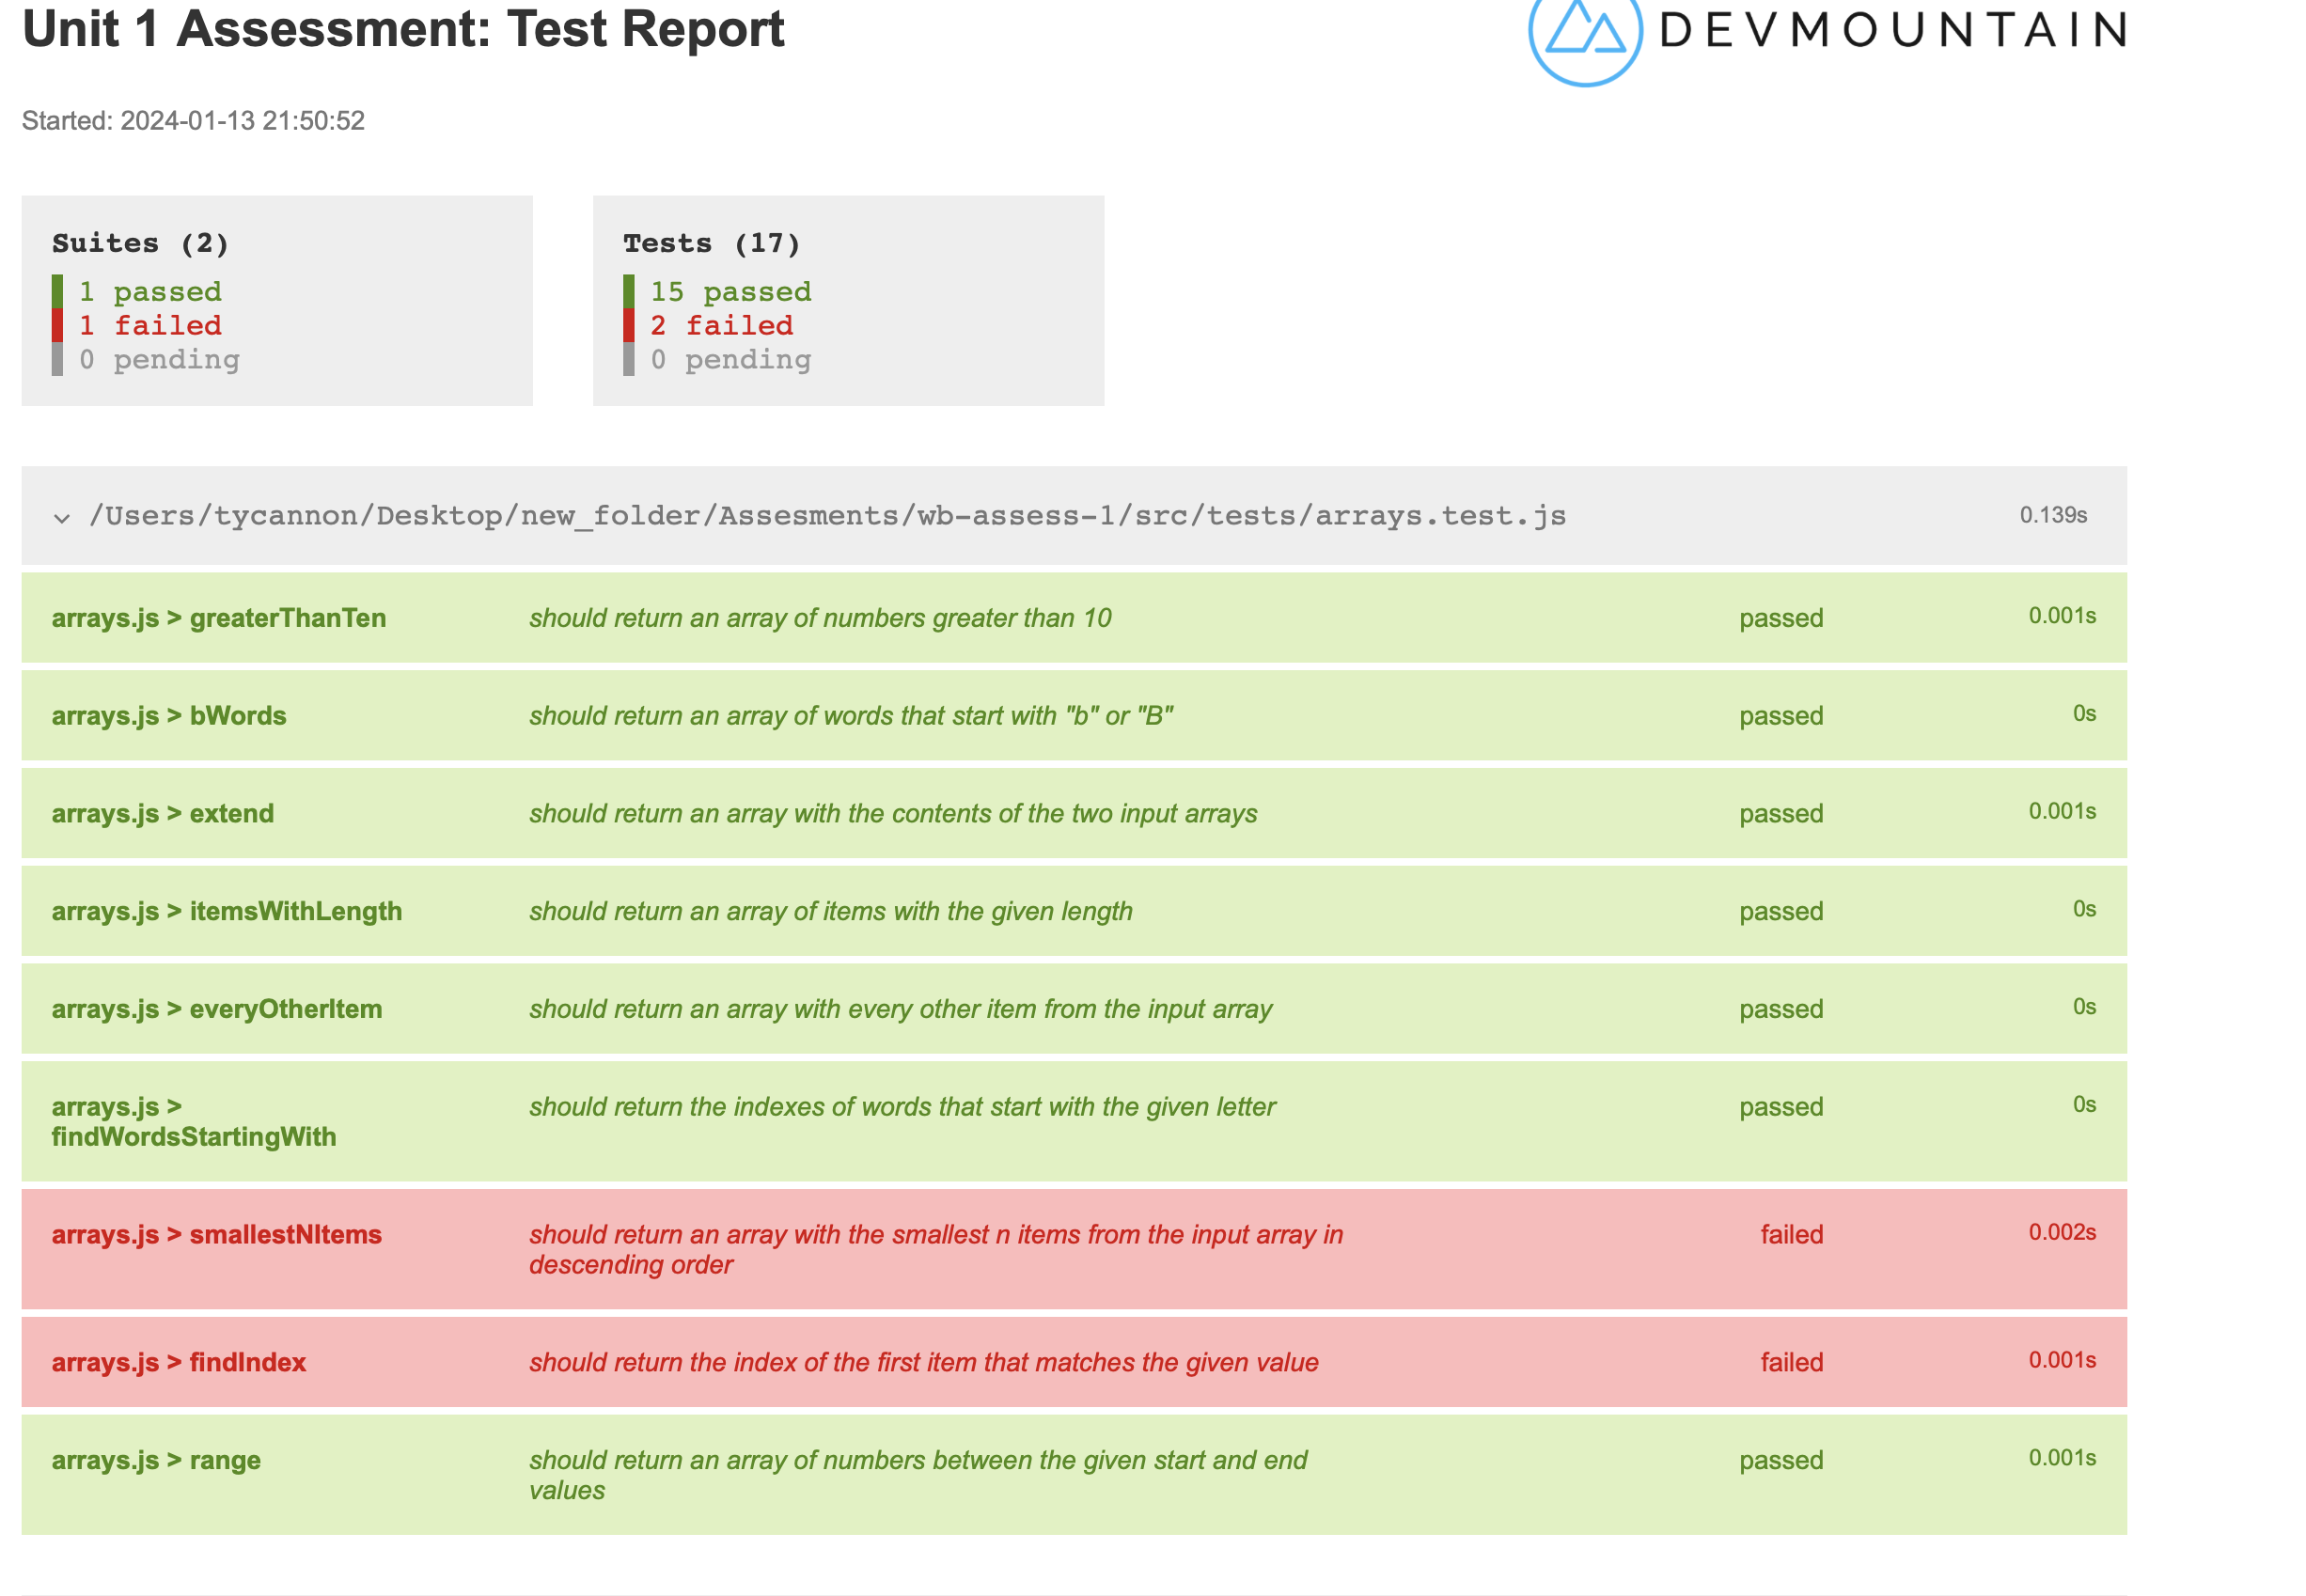 Unit 1 Assessment: Test Report
DEVMOUNTAIN
Started: 2024-01-13 21:50:52
Suites (2)
1 passed
1 failed
0 pending
Tests (17)
15 passed
2 failed
0 pending
/Users/tycannon/Desktop/new_folder/Assesments/wb-assess-1/src/tests/arrays.test.js 0.139s
arrays.js > greaterThanTen should return an array of numbers greater than 10 passed 0.001s
arrays.js > bWords should return an array of words that start with "b" or "B" passed 0s
arrays.js > extend should return an array with the contents of the two input arrays passed 0.001s
arrays.js > itemsWithLength should return an array of items with the given length passed 0s
arrays.js > everyOtherItem should return an array with every other item from the input array passed 0s
arrays.js > should return the indexes of words that start with the given letter passed 0s
findWordsStartingWith
arrays.js > smallestNItems should return an array with the smallest n items from the input array in failed 0.002s
descending order
arrays.js > findIndex should return the index of the first item that matches the given value failed 0.001s
arrays.js > range should return an array of numbers between the given start and end passed 0.001s
values